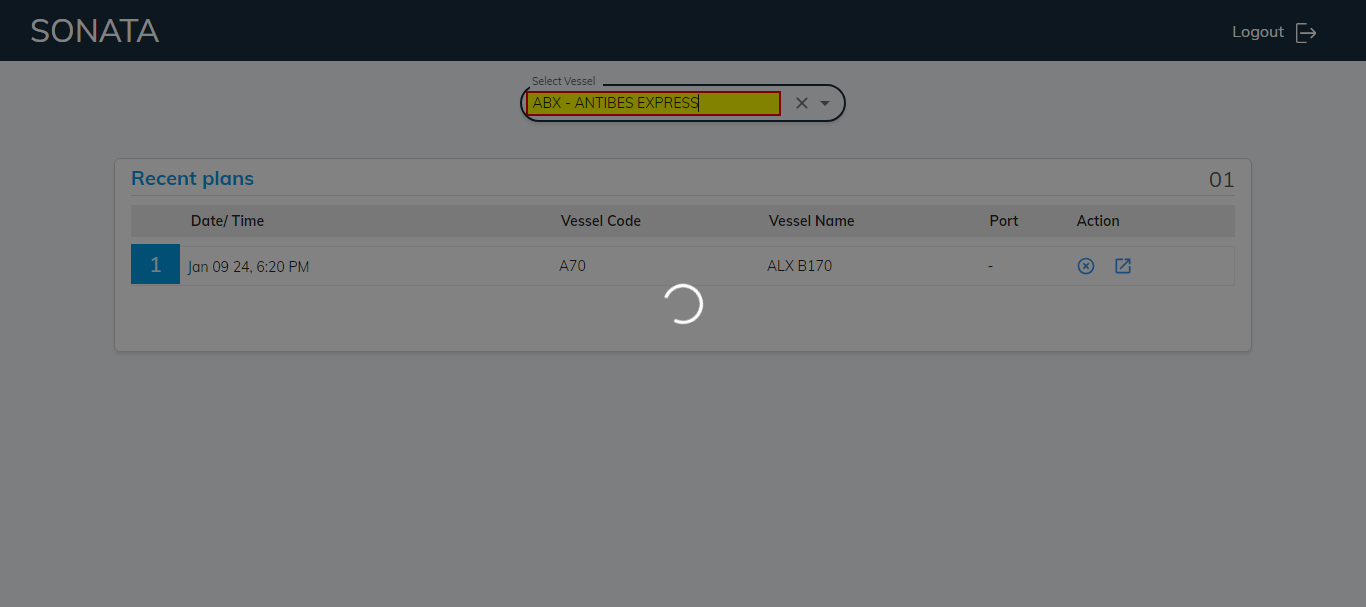 SONATA
Logout
Select Vessel
ABX - ANTIBES EXPRESS
Recent plans
01
Date/ Time Vessel Code Vessel Name Port Action
1 Jan 09 24, 6:20 PM A70 ALX B170 -